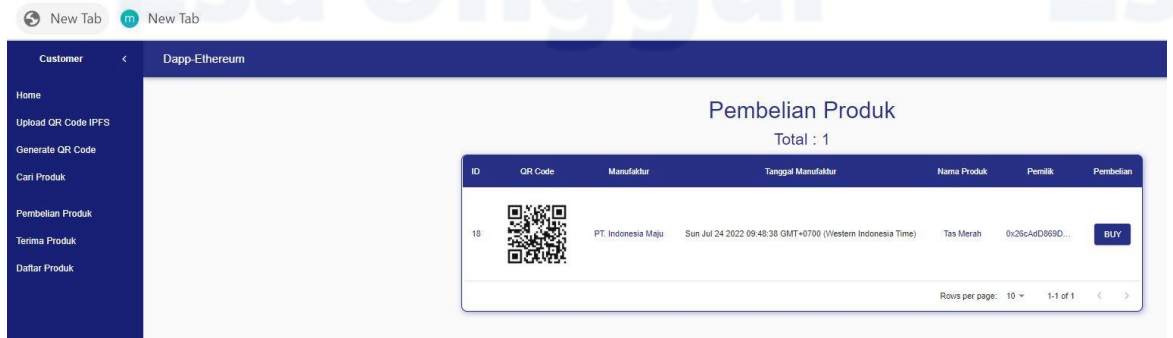 New Tab
New Tab
Customer <
Dapp-Ethereum
Home
Upload QR Code IPFS
Generate QR Code
Cari Produk
Pembelian Produk
Terima Produk
Daftar Produk
Pembelian Produk
Total : 1
ID QR Code Manufaktur Tanggal Manufaktur Nama Produk Pemilik Pembelian
18 PT. Indonesia Maju Sun Jul 24 2022 09:48:38 GMT+0700 (Western Indonesia Time) Tas Merah 0x26cAdD869D... BUY
Rows per page: 10 1-1 of 1 < >